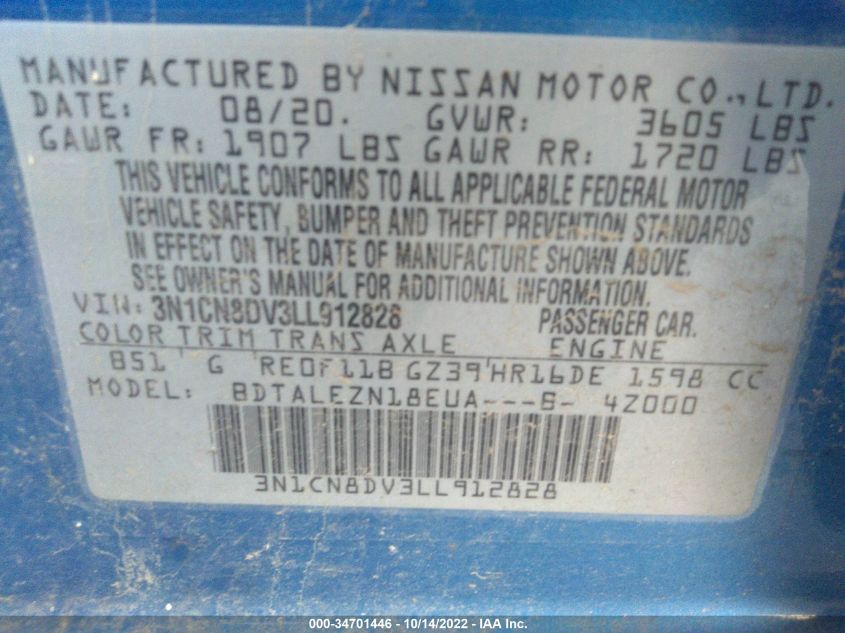 MANUFACTURED BY NISSAN MOTOR CO., LTD.
DATE: 08/20. GVWR: 3605 LBS
GAWR FR: 1907 LBS GAWR RR: 1720 LBS
THIS VEHICLE CONFORMS TO ALL APPLICABLE FEDERAL MOTOR
VEHICLE SAFETY, BUMPER AND THEFT PREVENTION STANDARDS
IN EFFECT ON THE DATE OF MANUFACTURE SHOWN ABOVE.
SEE OWNER'S MANUAL FOR ADDITIONAL INFORMATION.
VIN: 3N1CN8DV3LL912828 PASSENGER CAR.
COLOR TRIM TRANS AXLE ENGINE
B51 G RE0F11B GZ39 HR16DE 1598 CC
MODEL: BDTALEZN18EUA---B- 4Z000
3N1CN8DV3LL912828
000-34701446 - 10/14/2022 - IAA Inc.